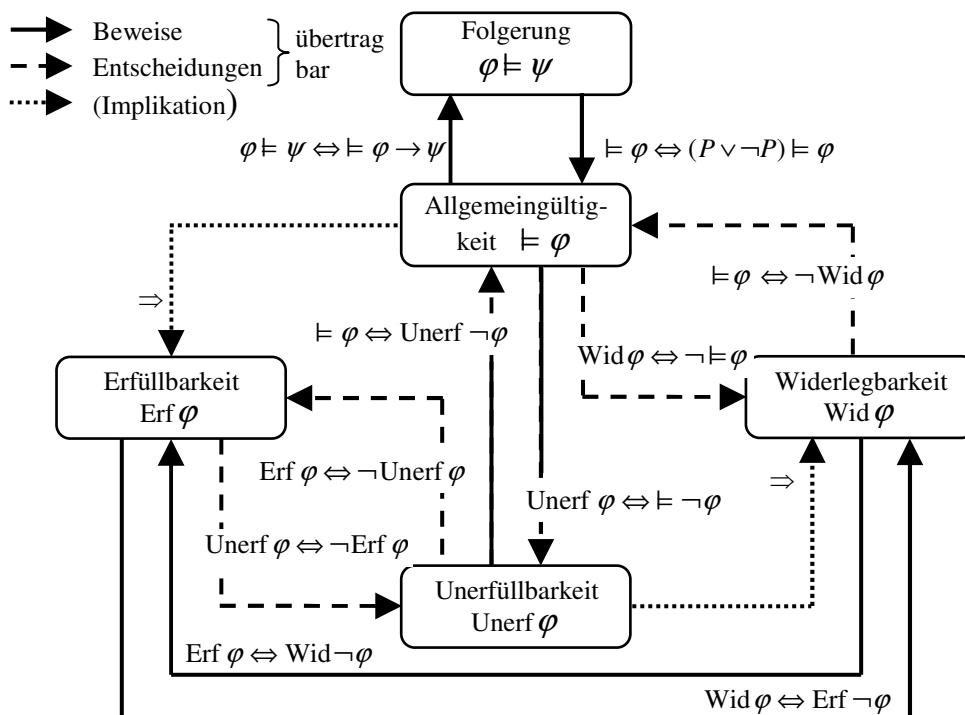 Beweise
Entscheidungen
(Implikation)
übertrag
bar
Folgerung
φ ⊨ ψ
φ ⊨ ψ ⇔ ⊨ φ → ψ
⊨ φ ⇔ (P ∨ ¬P) ⊨ φ
Allgemeingültig-
keit ⊨ φ
⇒
⊨ φ ⇔ ¬Wid φ
⊨ φ ⇔ Unerf ¬φ
Wid φ ⇔ ¬ ⊨ φ
Erfüllbarkeit
Erf φ
Widerlegbarkeit
Wid φ
Erf φ ⇔ ¬Unerf φ
⇒
Unerf φ ⇔ ⊨ ¬φ
Unerf φ ⇔ ¬Erf φ
Unerfüllbarkeit
Unerf φ
Erf φ ⇔ Wid ¬φ
Wid φ ⇔ Erf ¬φ